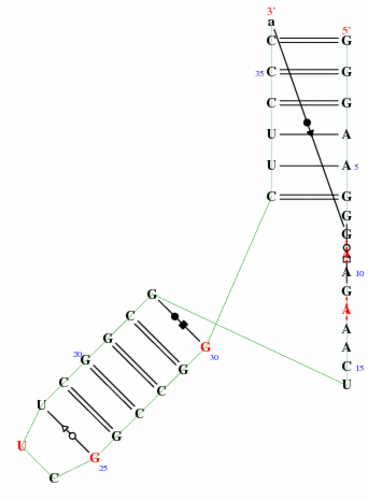 3'
a 5'
C G
35 C G
C G
U A
U A 5
C G
G
G
A
A 10
G G
C A
G A
20 G G 30 A
G C 15
C C U
U C
U G
G 25
C